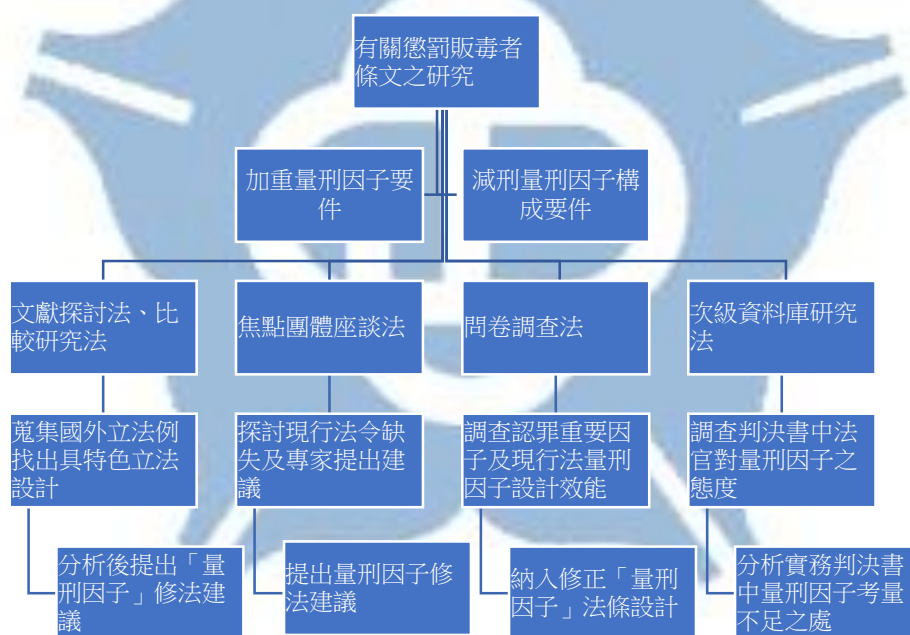 有關懲罰販毒者
條文之研究
加重量刑因子要
件
減刑量刑因子構
成要件
文獻探討法、比
較研究法
焦點團體座談法
問卷調查法
次級資料庫研究
法
蒐集國外立法例
找出具特色立法
設計
探討現行法令缺
失及專家提出建
議
調查認罪重要因
子及現行法量刑
因子設計效能
調查判決書中法
官對量刑因子之
態度
分析後提出「量
刑因子」修法建
議
提出量刑因子修
法建議
納入修正「量刑
因子」法條設計
分析實務判決書
中量刑因子考量
不足之處